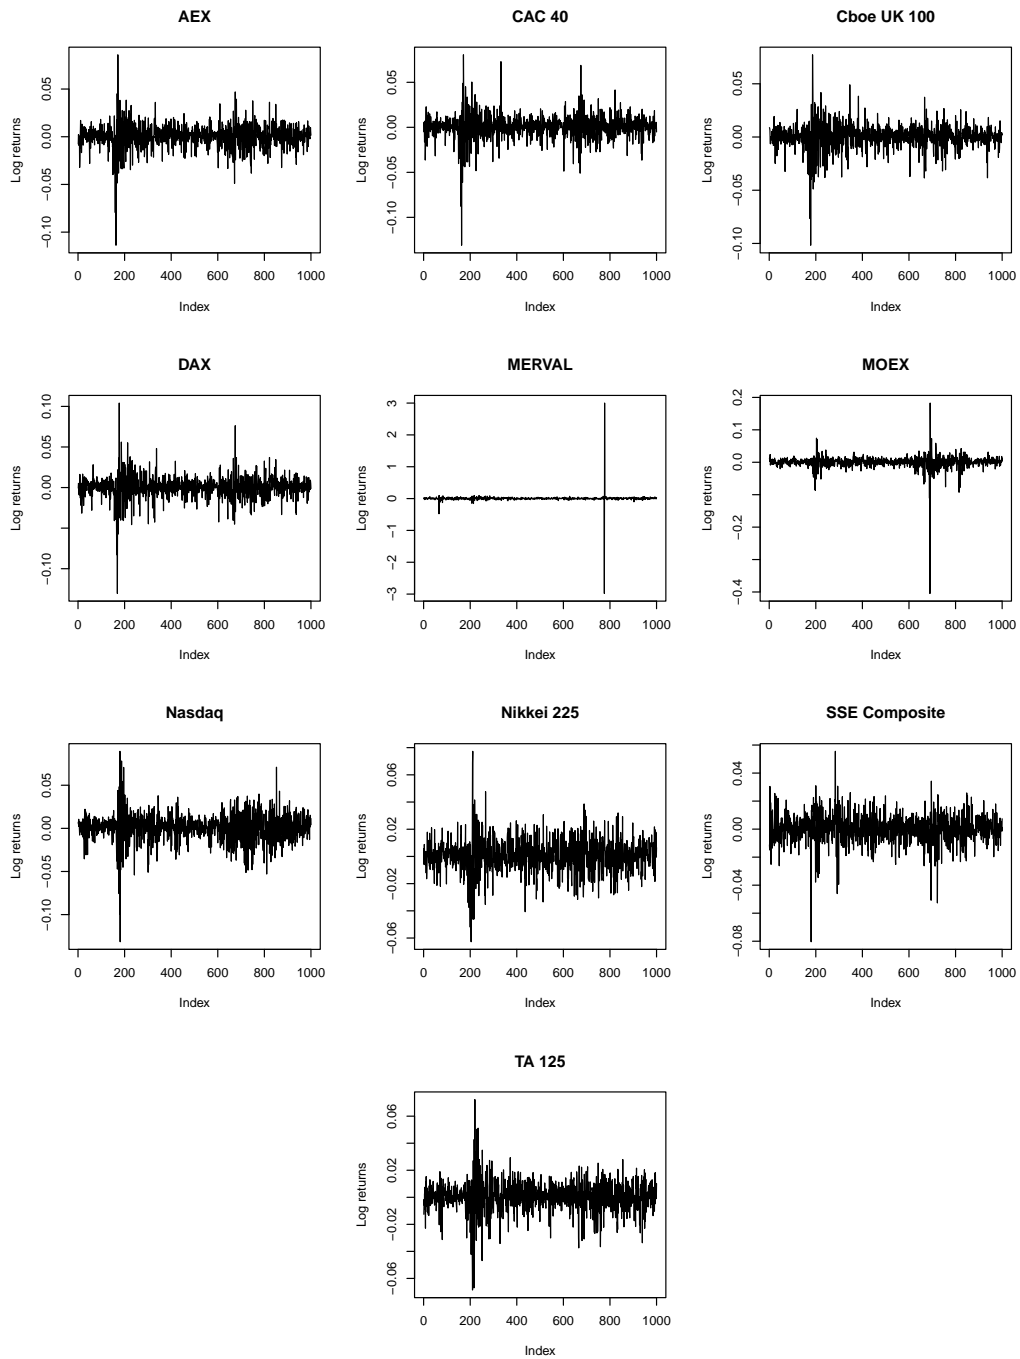 AEX
CAC 40
Cboe UK 100
Log returns
−0.10 −0.05 0.00 0.05
0 200 400 600 800 1000
Index
Log returns
−0.10 −0.05 0.00 0.05
0 200 400 600 800 1000
Index
Log returns
−0.10 −0.05 0.00 0.05
0 200 400 600 800 1000
Index
DAX
MERVAL
MOEX
Log returns
−0.10 0.00 0.05 0.10
0 200 400 600 800 1000
Index
Log returns
−3 −2 −1 0 1 2 3
0 200 400 600 800 1000
Index
Log returns
−0.4 −0.2 0.0 0.1 0.2
0 200 400 600 800 1000
Index
Nasdaq
Nikkei 225
SSE Composite
Log returns
−0.10 −0.05 0.00 0.05
0 200 400 600 800 1000
Index
Log returns
−0.06 −0.02 0.02 0.06
0 200 400 600 800 1000
Index
Log returns
−0.08 −0.04 0.00 0.04
0 200 400 600 800 1000
Index
TA 125
Log returns
−0.06 −0.02 0.02 0.06
0 200 400 600 800 1000
Index